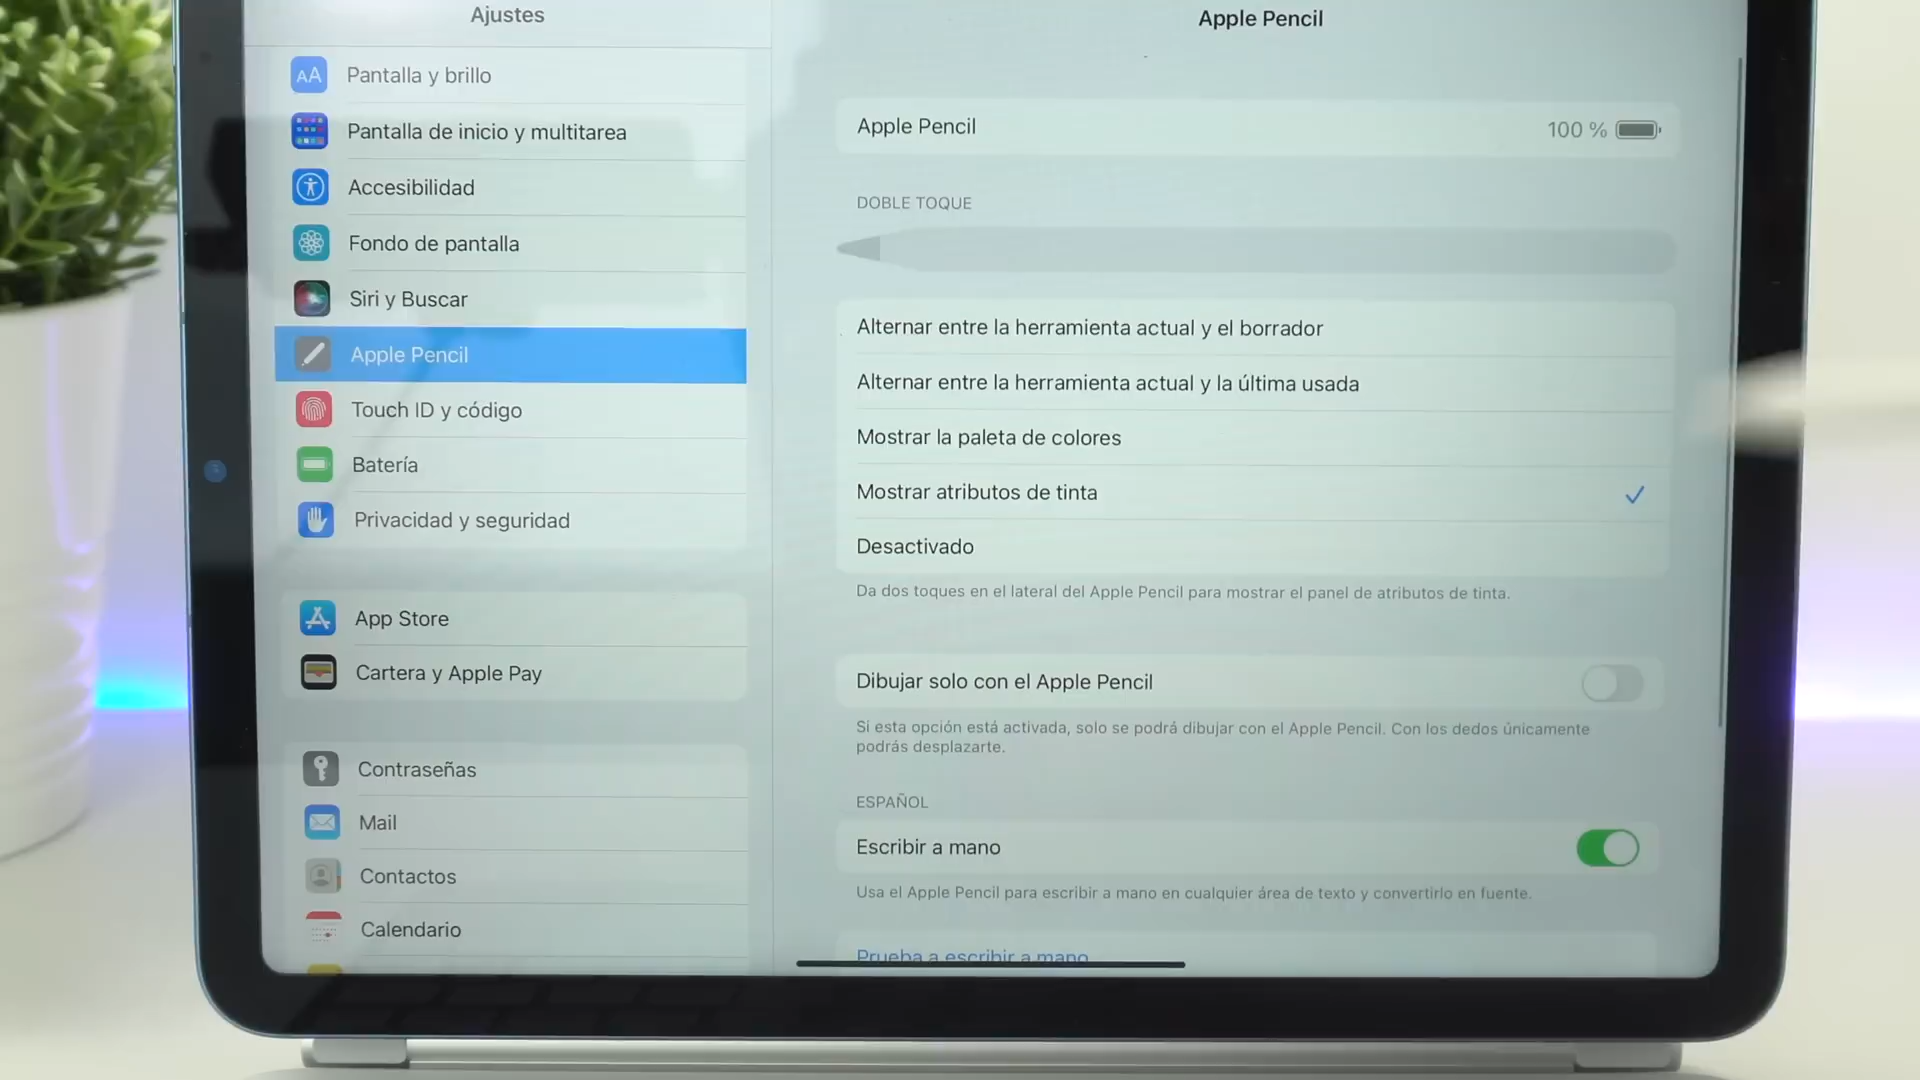 Ajustes
AA
Pantalla y brillo
Pantalla de inicio y multitarea
Accesibilidad
Fondo de pantalla
Siri y Buscar
Apple Pencil
Touch ID y código
Batería
Privacidad y seguridad
App Store
Cartera y Apple Pay
Contraseñas
Mail
Contactos
Calendario
Apple Pencil
Apple Pencil 100 %
DOBLE TOQUE
Alternar entre la herramienta actual y el borrador
Alternar entre la herramienta actual y la última usada
Mostrar la paleta de colores
Mostrar atributos de tinta
Desactivado
Da dos toques en el lateral del Apple Pencil para mostrar el panel de atributos de tinta.
Dibujar solo con el Apple Pencil
Si esta opción está activada, solo se podrá dibujar con el Apple Pencil. Con los dedos únicamente
podrás desplazarte.
ESPAÑOL
Escribir a mano
Usa el Apple Pencil para escribir a mano en cualquier área de texto y convertirlo en fuente.
Prueba a escribir a mano